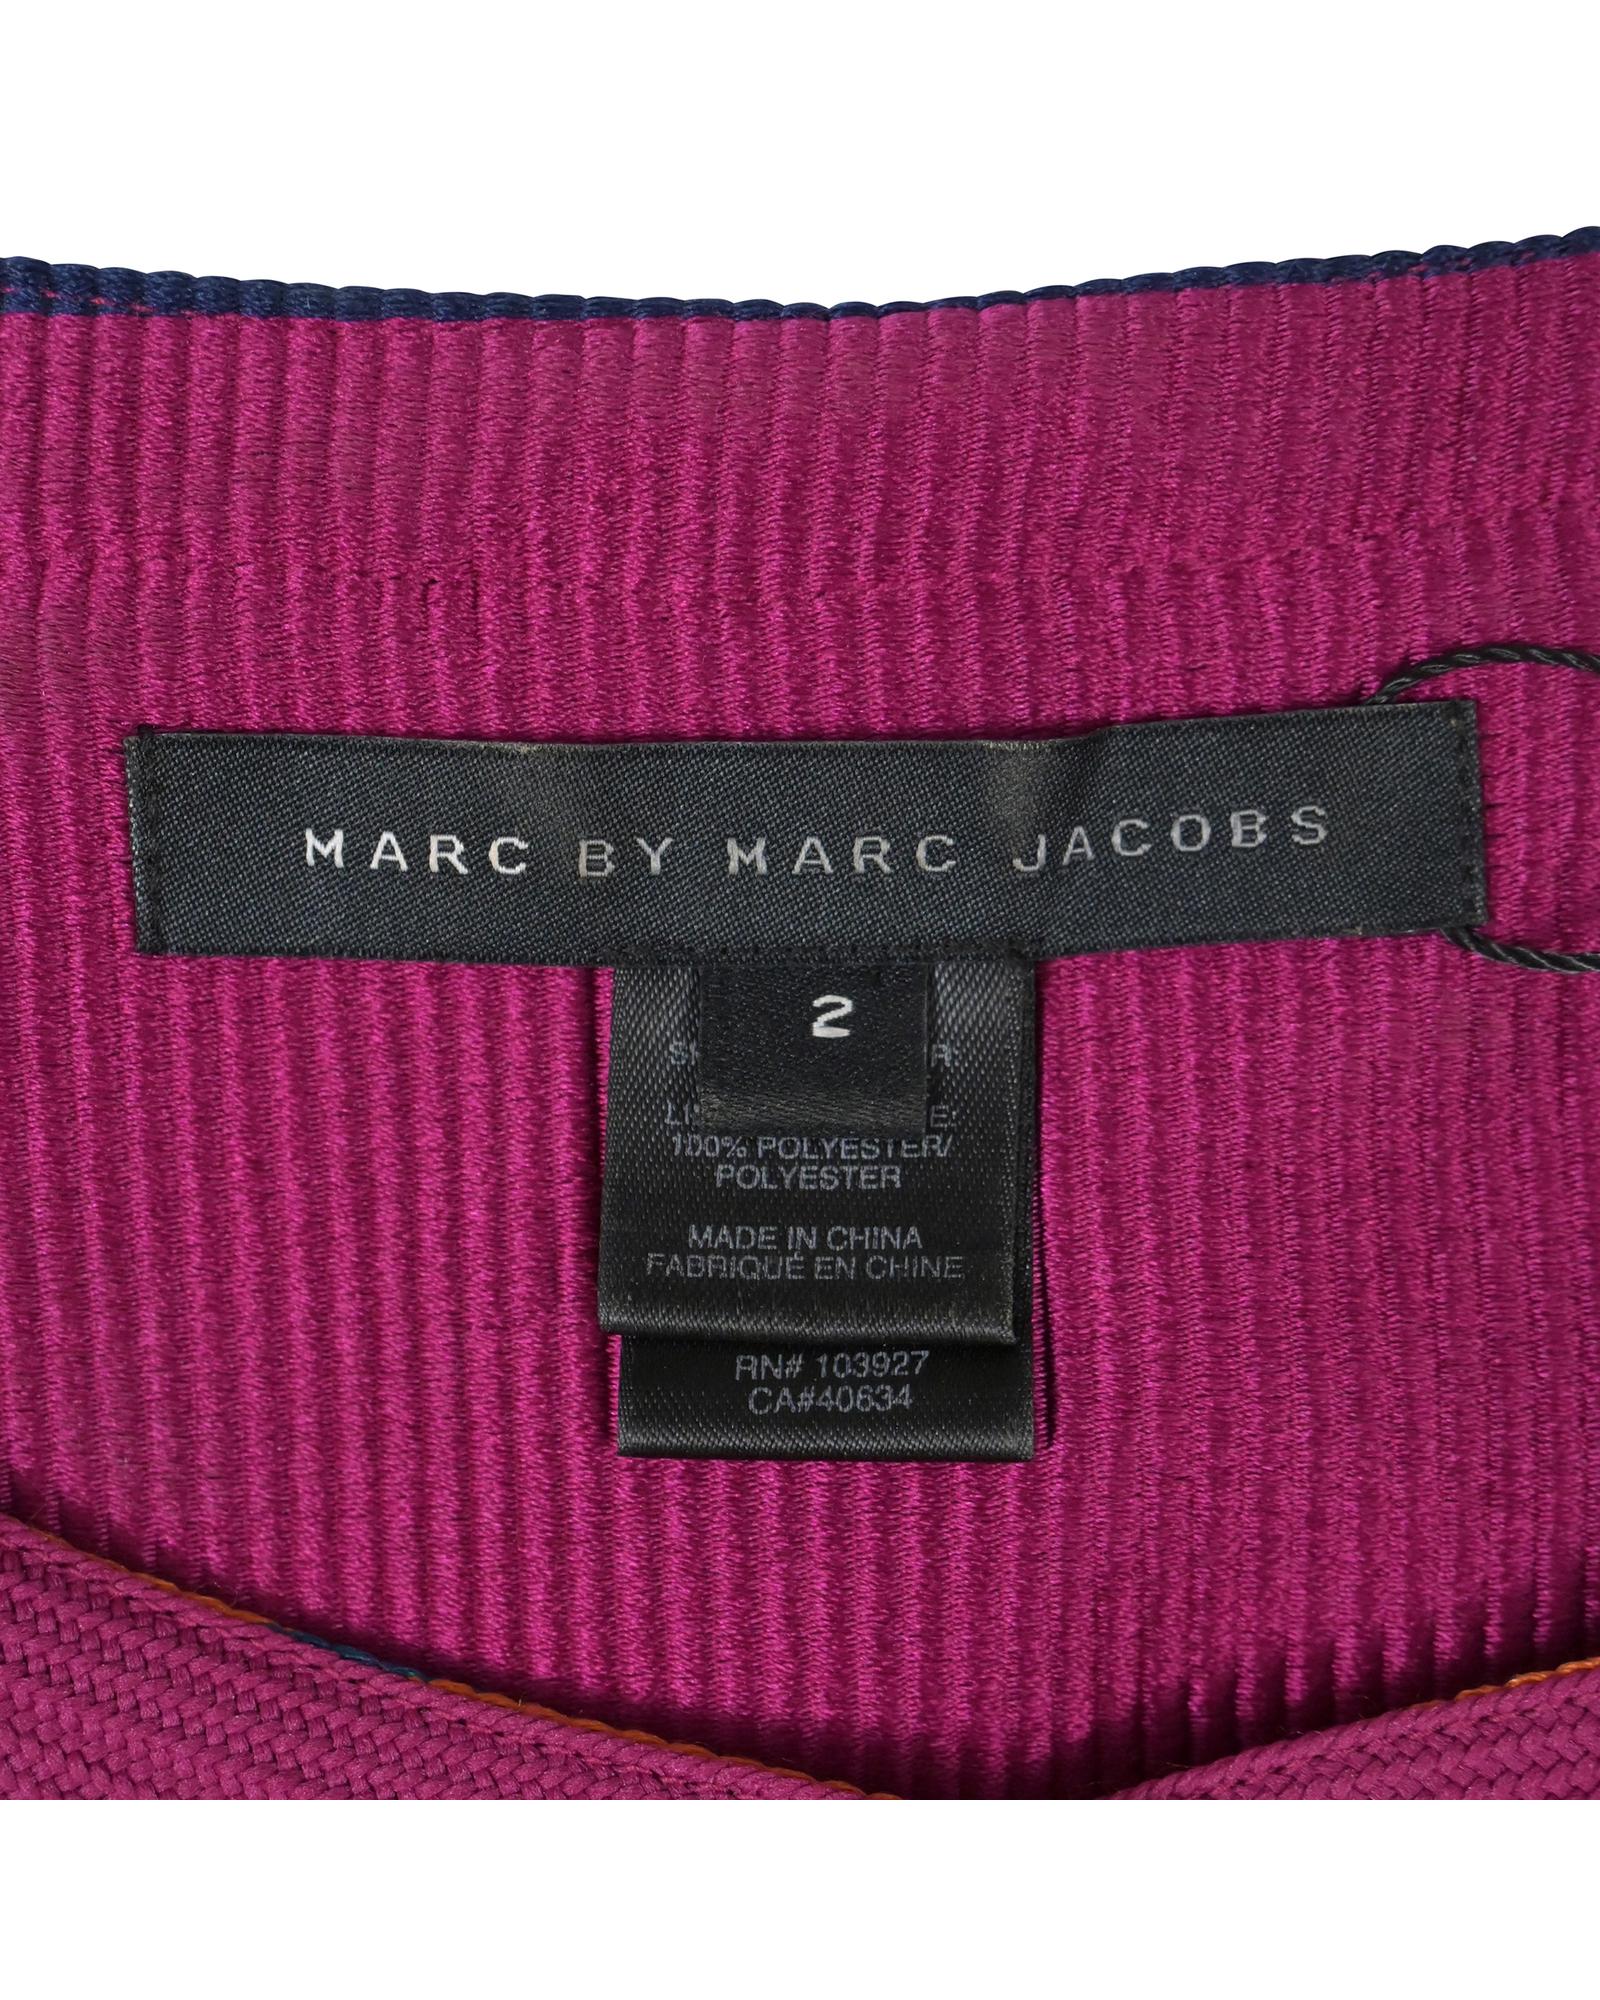 MARC BY MARC JACOBS
2
100% POLYESTER/
POLYESTER
MADE IN CHINA
FABRIQUÉ EN CHINE
RN# 103927
CA#40634